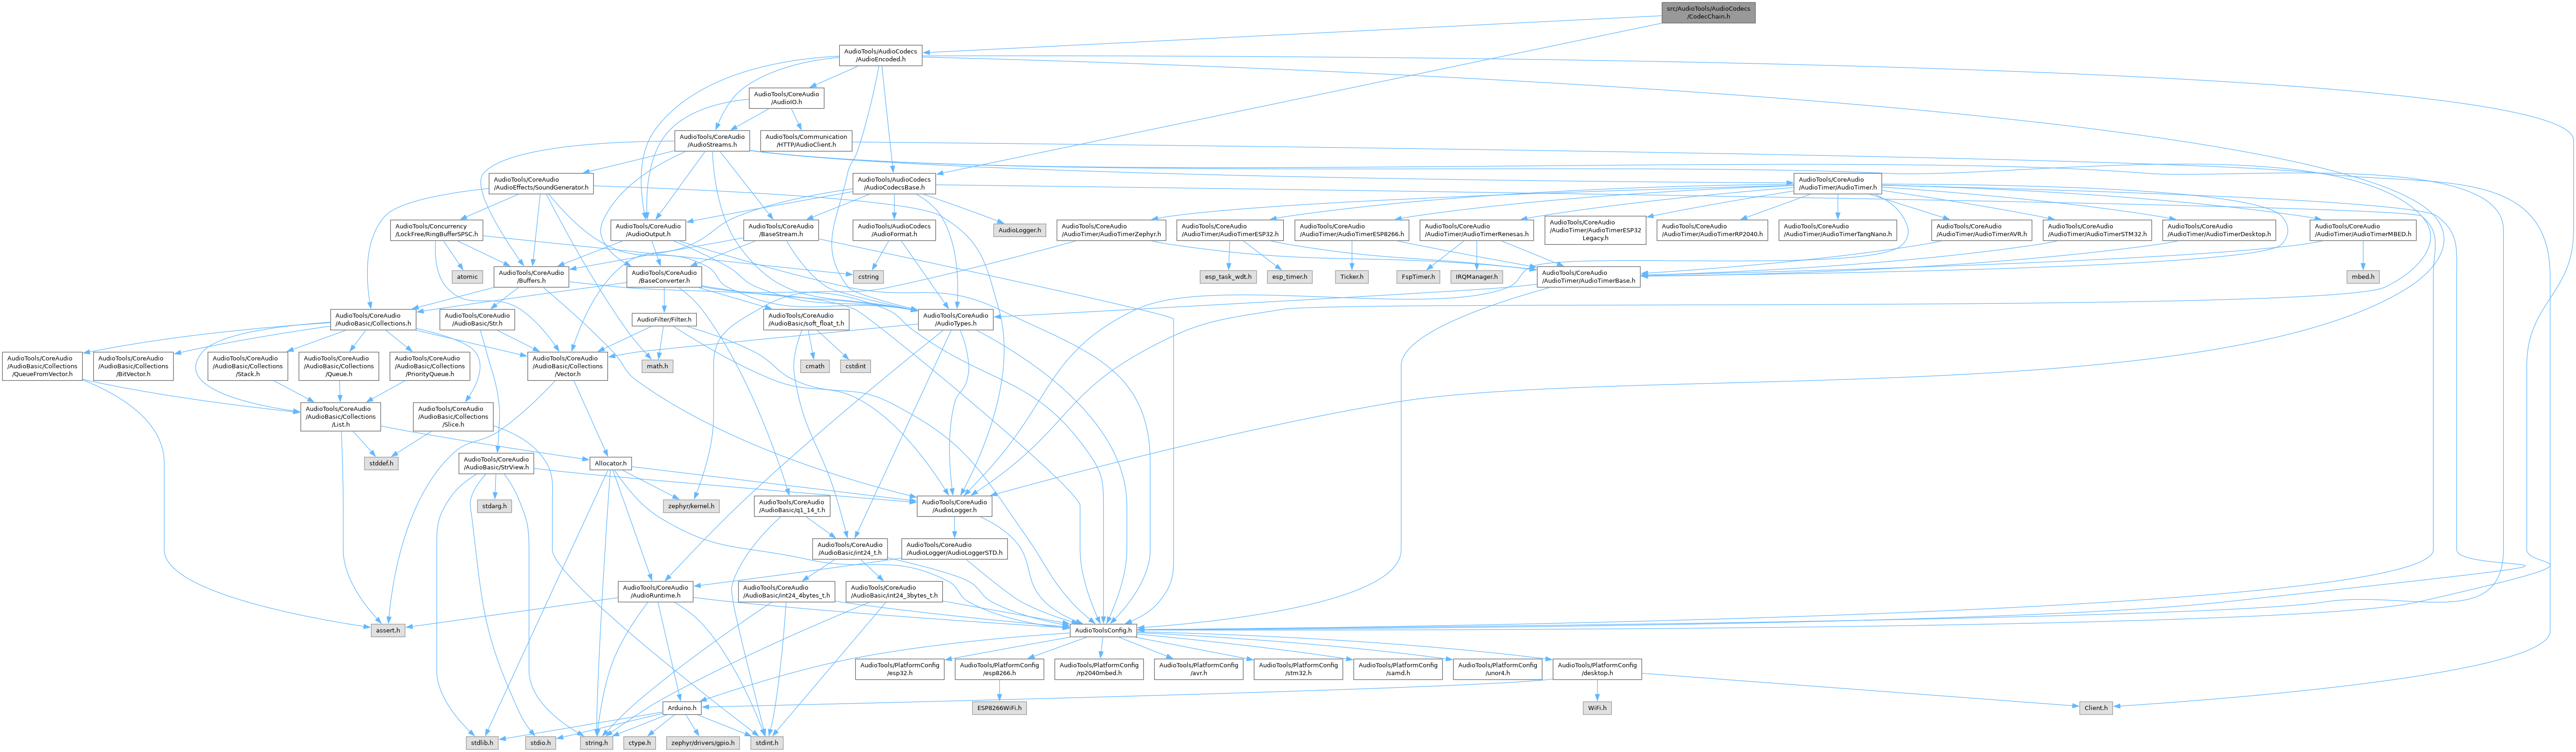 src/AudioTools/AudioCodecs
/CodecChain.h
AudioTools/AudioCodecs
/AudioEncoded.h
AudioTools/CoreAudio
/AudioIO.h
AudioTools/CoreAudio
/AudioStreams.h
AudioTools/Communication
/HTTP/AudioClient.h
AudioTools/CoreAudio
/AudioEffects/SoundGenerator.h
AudioTools/AudioCodecs
/AudioCodecsBase.h
AudioTools/CoreAudio
/AudioTimer/AudioTimer.h
AudioTools/Concurrency
/LockFree/RingBufferSPSC.h
AudioTools/CoreAudio
/AudioOutput.h
AudioTools/CoreAudio
/BaseStream.h
AudioTools/AudioCodecs
/AudioFormat.h
AudioLogger.h
AudioTools/CoreAudio
/AudioTimer/AudioTimerZephyr.h
AudioTools/CoreAudio
/AudioTimer/AudioTimerESP32.h
AudioTools/CoreAudio
/AudioTimer/AudioTimerESP8266.h
AudioTools/CoreAudio
/AudioTimer/AudioTimerRenesas.h
AudioTools/CoreAudio
/AudioTimer/AudioTimerESP32
Legacy.h
AudioTools/CoreAudio
/AudioTimer/AudioTimerRP2040.h
AudioTools/CoreAudio
/AudioTimer/AudioTimerTangNano.h
AudioTools/CoreAudio
/AudioTimer/AudioTimerAVR.h
AudioTools/CoreAudio
/AudioTimer/AudioTimerSTM32.h
AudioTools/CoreAudio
/AudioTimer/AudioTimerDesktop.h
AudioTools/CoreAudio
/AudioTimer/AudioTimerMBED.h
atomic
AudioTools/CoreAudio
/Buffers.h
AudioTools/CoreAudio
/BaseConverter.h
cstring
esp_task_wdt.h
esp_timer.h
Ticker.h
FspTimer.h
IRQManager.h
AudioTools/CoreAudio
/AudioTimer/AudioTimerBase.h
mbed.h
AudioTools/CoreAudio
/AudioBasic/Collections.h
AudioTools/CoreAudio
/AudioBasic/Str.h
AudioFilter/Filter.h
AudioTools/CoreAudio
/AudioBasic/soft_float_t.h
AudioTools/CoreAudio
/AudioTypes.h
AudioTools/CoreAudio
/AudioBasic/Collections
/QueueFromVector.h
AudioTools/CoreAudio
/AudioBasic/Collections
/BitVector.h
AudioTools/CoreAudio
/AudioBasic/Collections
/Stack.h
AudioTools/CoreAudio
/AudioBasic/Collections
/Queue.h
AudioTools/CoreAudio
/AudioBasic/Collections
/PriorityQueue.h
AudioTools/CoreAudio
/AudioBasic/Collections
/Vector.h
math.h
cmath
cstdint
AudioTools/CoreAudio
/AudioBasic/Collections
/List.h
AudioTools/CoreAudio
/AudioBasic/Collections
/Slice.h
stddef.h
AudioTools/CoreAudio
/AudioBasic/StrView.h
Allocator.h
stdarg.h
zephyr/kernel.h
AudioTools/CoreAudio
/AudioBasic/q1_14_t.h
AudioTools/CoreAudio
/AudioLogger.h
AudioTools/CoreAudio
/AudioBasic/int24_t.h
AudioTools/CoreAudio
/AudioLogger/AudioLoggerSTD.h
AudioTools/CoreAudio
/AudioRuntime.h
AudioTools/CoreAudio
/AudioBasic/int24_4bytes_t.h
AudioTools/CoreAudio
/AudioBasic/int24_3bytes_t.h
assert.h
AudioToolsConfig.h
AudioTools/PlatformConfig
/esp32.h
AudioTools/PlatformConfig
/esp8266.h
AudioTools/PlatformConfig
/rp2040mbed.h
AudioTools/PlatformConfig
/avr.h
AudioTools/PlatformConfig
/stm32.h
AudioTools/PlatformConfig
/samd.h
AudioTools/PlatformConfig
/unor4.h
AudioTools/PlatformConfig
/desktop.h
Arduino.h
ESP8266WiFi.h
WiFi.h
Client.h
stdlib.h
stdio.h
string.h
ctype.h
zephyr/drivers/gpio.h
stdint.h